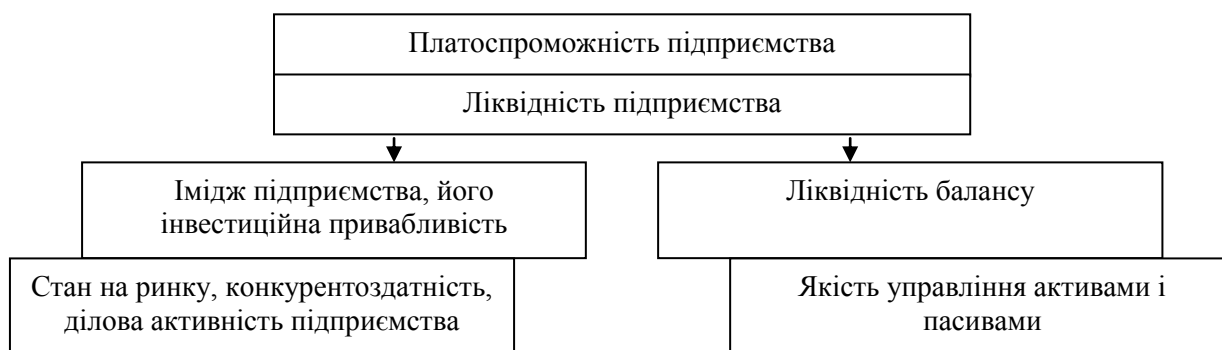 Платоспроможність підприємства
Ліквідність підприємства
Імідж підприємства, його
інвестиційна привабливість
Ліквідність балансу
Стан на ринку, конкурентоздатність,
ділова активність підприємства
Якість управління активами і
пасивами